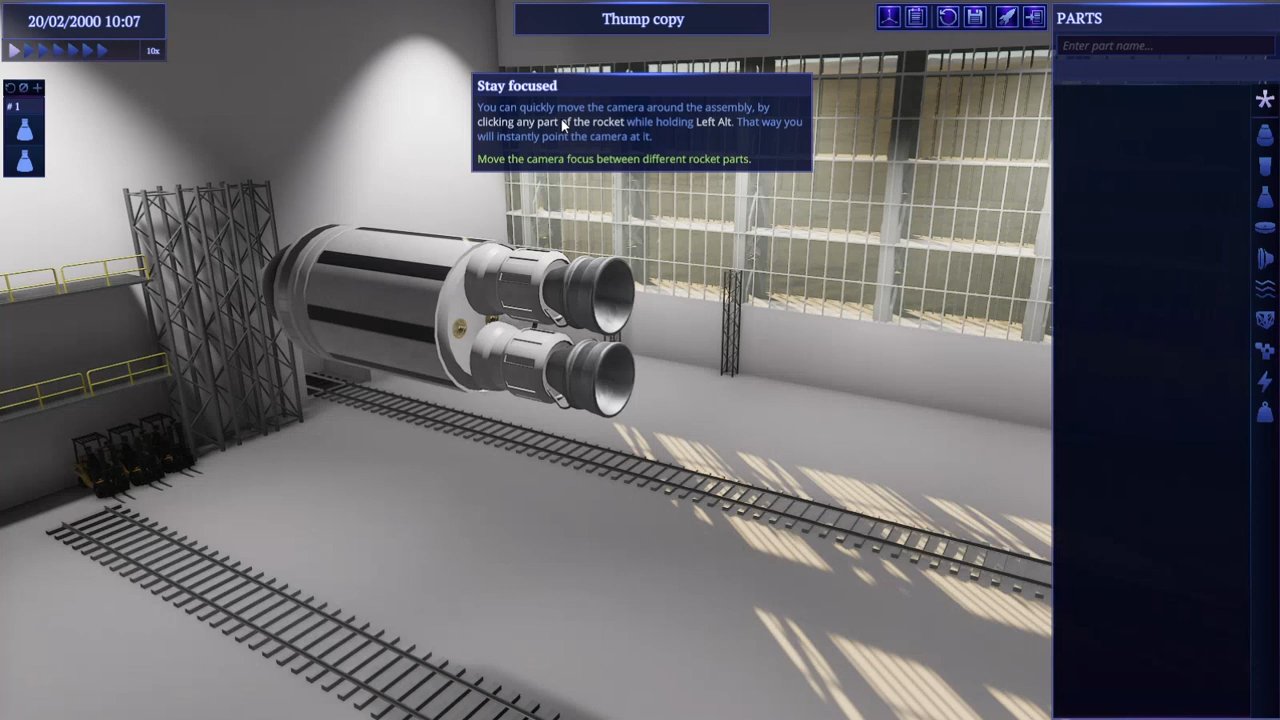 20/02/2000 10:07
10x
# 1
Thump copy
Stay focused
You can quickly move the camera around the assembly, by
clicking any part of the rocket while holding Left Alt. That way you
will instantly point the camera at it.
Move the camera focus between different rocket parts.
PARTS
Enter part name...